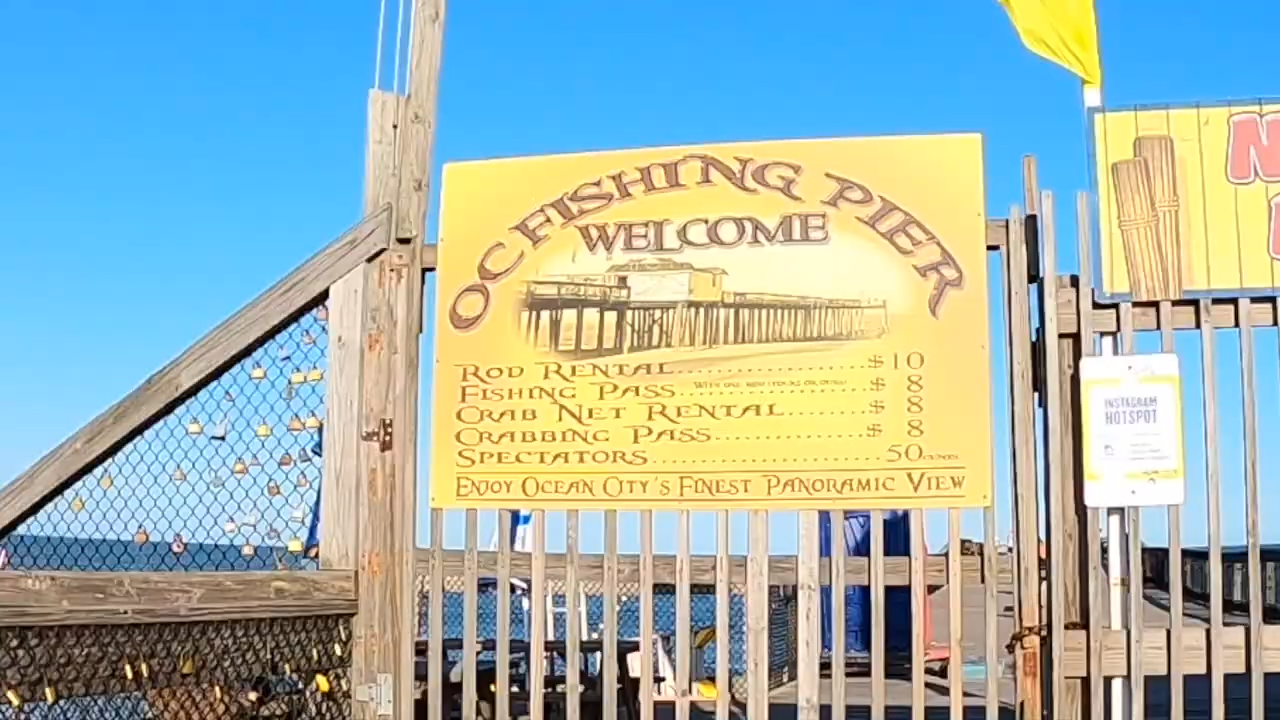 OC FISHING PIER
WELCOME
ROD RENTAL........................$ 10
FISHING PASS.....................$ 8
CRAB NET RENTAL........$ 8
CRABBING PASS...............$ 8
SPECTATORS........................50
ENJOY OCEAN CITY'S FINEST PANORAMIC VIEW
N
INSTAGRAM
HOTSPOT